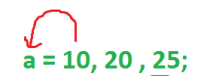 a = 10, 20 , 25;